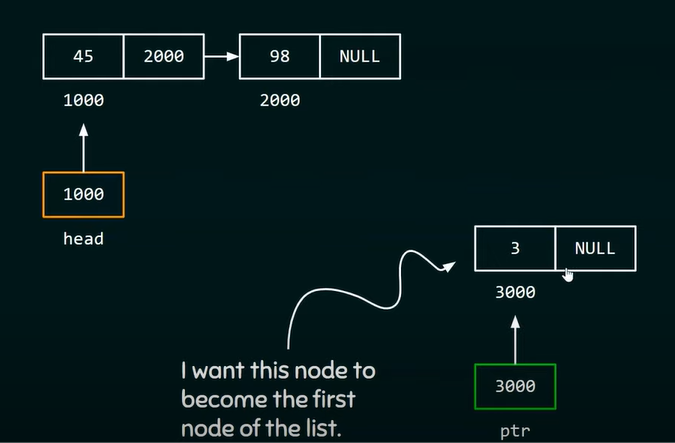 45 2000 98 NULL
1000 2000
1000
head
3 NULL
3000
I want this node to
become the first
node of the list.
3000
ptr